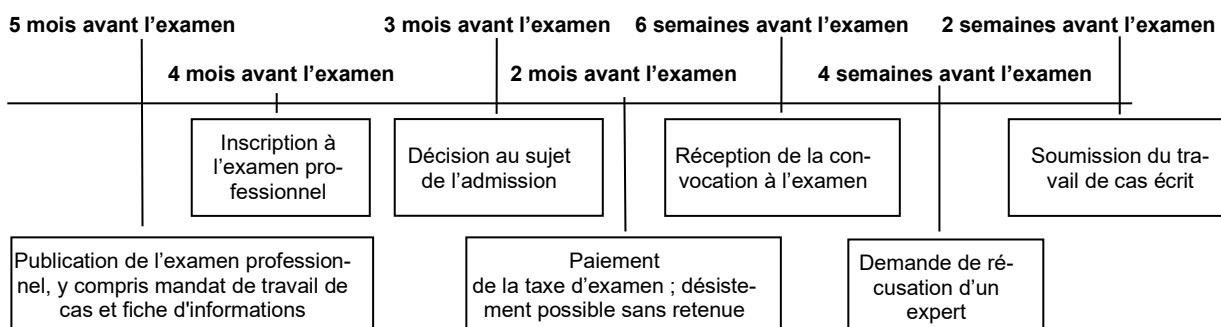 5 mois avant l'examen
3 mois avant l'examen
6 semaines avant l'examen
2 semaines avant l'examen
4 mois avant l'examen
2 mois avant l'examen
4 semaines avant l'examen
Inscription à
l'examen pro-
fessionnel
Décision au sujet
de l'admission
Réception de la con-
vocation à l'examen
Soumission du tra-
vail de cas écrit
Publication de l'examen profession-
nel, y compris mandat de travail de
cas et fiche d'informations
Paiement
de la taxe d'examen ; désiste-
ment possible sans retenue
Demande de ré-
cusation d'un
expert